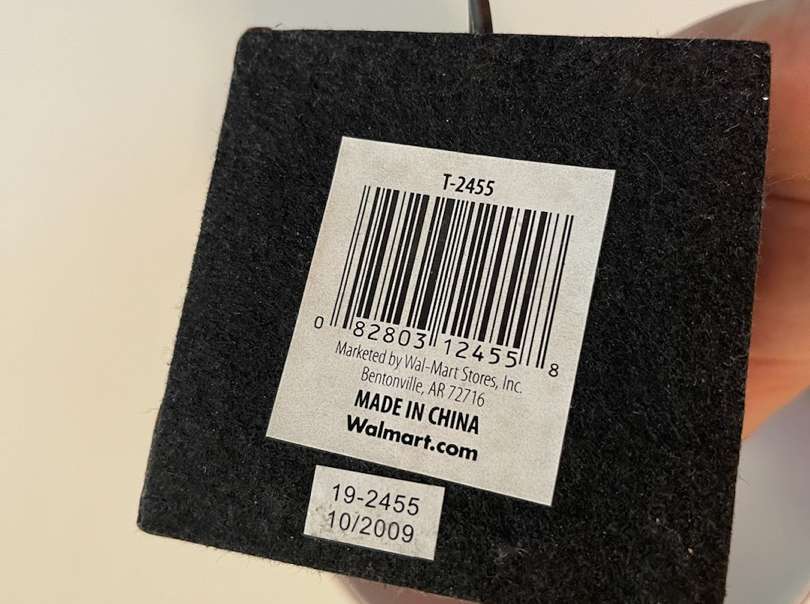 T-2455
0 82803 12455 8
Marketed by Wal-Mart Stores, Inc.
Bentonville, AR 72716
MADE IN CHINA
Walmart.com
19-2455
10/2009